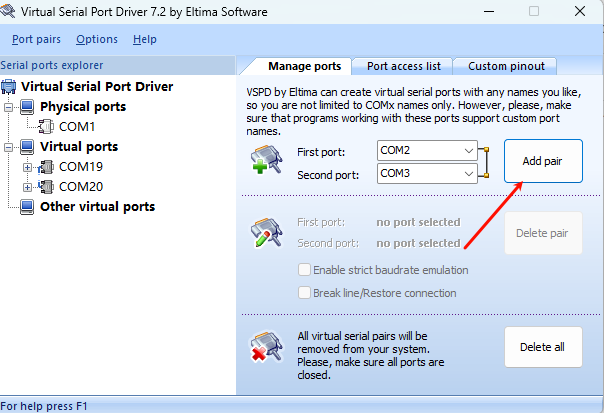 Virtual Serial Port Driver 7.2 by Eltima Software
Port pairs Options Help
Serial ports explorer
Virtual Serial Port Driver
Physical ports
COM1
Virtual ports
COM19
COM20
Other virtual ports
Manage ports Port access list Custom pinout
VSPD by Eltima can create virtual serial ports with any names you like,
so you are not limited to COMx names only. However, please, make
sure that programs working with these ports support custom port
names.
First port: COM2
Second port: COM3
Add pair
First port: no port selected
Second port: no port selected
Delete pair
Enable strict baudrate emulation
Break line/Restore connection
All virtual serial pairs will be
removed from your system.
Please, make sure all ports are
closed.
Delete all
For help press F1